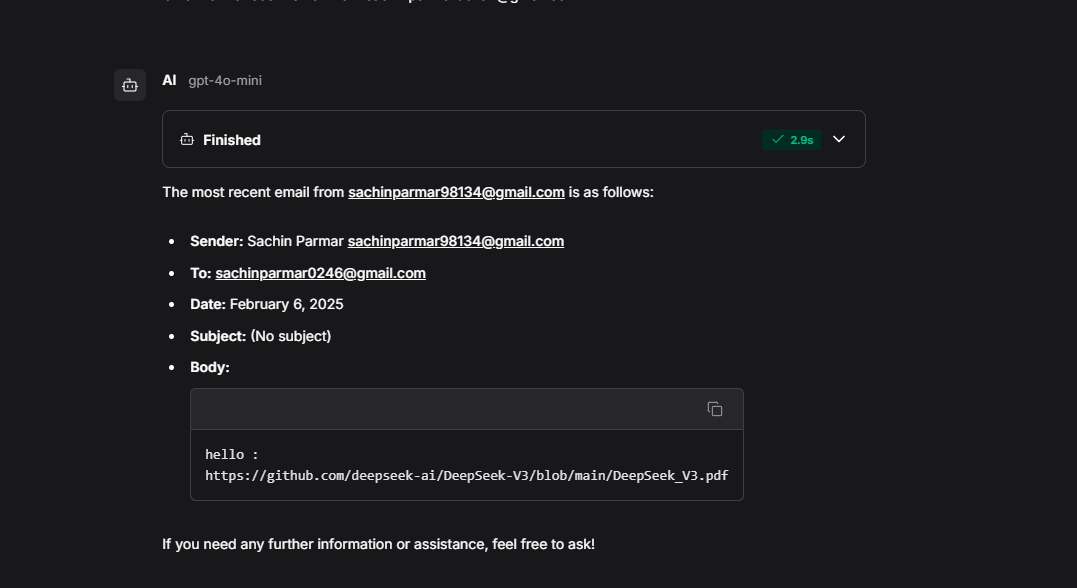 AI gpt-4o-mini
Finished 2.9s
The most recent email from sachinparmar98134@gmail.com is as follows:
• Sender: Sachin Parmar sachinparmar98134@gmail.com
• To: sachinparmar0246@gmail.com
• Date: February 6, 2025
• Subject: (No subject)
• Body:
hello :
https://github.com/deepseek-ai/DeepSeek-V3/blob/main/DeepSeek_V3.pdf
If you need any further information or assistance, feel free to ask!